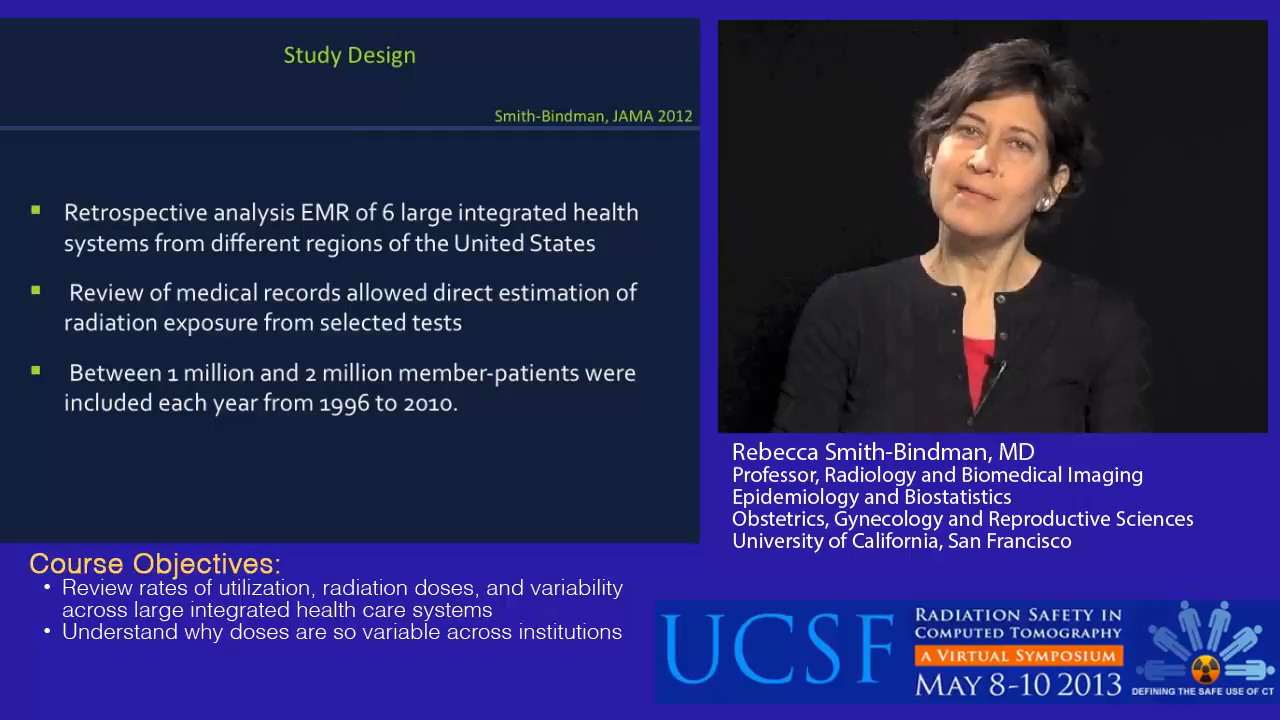 Study Design
Smith-Bindman, JAMA 2012
Retrospective analysis EMR of 6 large integrated health
systems from different regions of the United States
Review of medical records allowed direct estimation of
radiation exposure from selected tests
Between 1 million and 2 million member-patients were
included each year from 1996 to 2010.
Rebecca Smith-Bindman, MD
Professor, Radiology and Biomedical Imaging
Epidemiology and Biostatistics
Obstetrics, Gynecology and Reproductive Sciences
University of California, San Francisco
Course Objectives:
• Review rates of utilization, radiation doses, and variability
across large integrated health care systems
• Understand why doses are so variable across institutions
UCSF
Radiation Safety in
Computed Tomography
a Virtual Symposium
May 8-10 2013
DEFINING THE SAFE USE OF CT